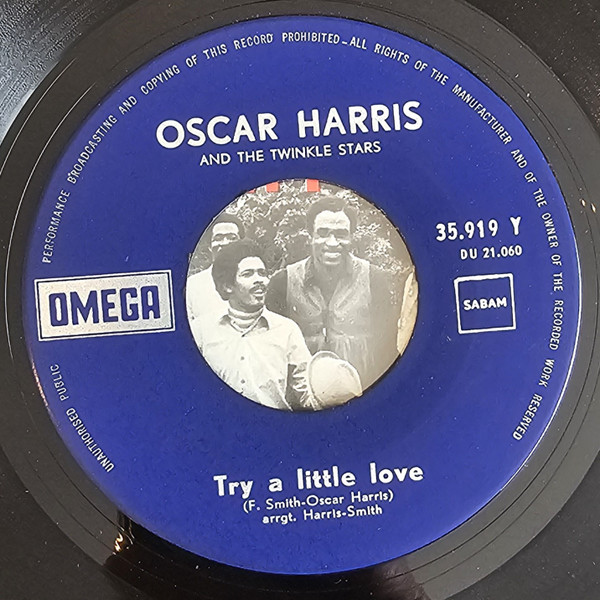 UNAUTHORISED PUBLIC PERFORMANCE BROADCASTING AND COPYING OF THIS RECORD PROHIBITED_ALL RIGHTS OF THE MANUFACTURER AND OF THE OWNER OF THE RECORDED WORK RESERVED
OSCAR HARRIS
AND THE TWINKLE STARS
35.919 Y
DU 21.060
OMEGA
SABAM
Try a little love
(F. Smith-Oscar Harris)
arrgt. Harris-Smith